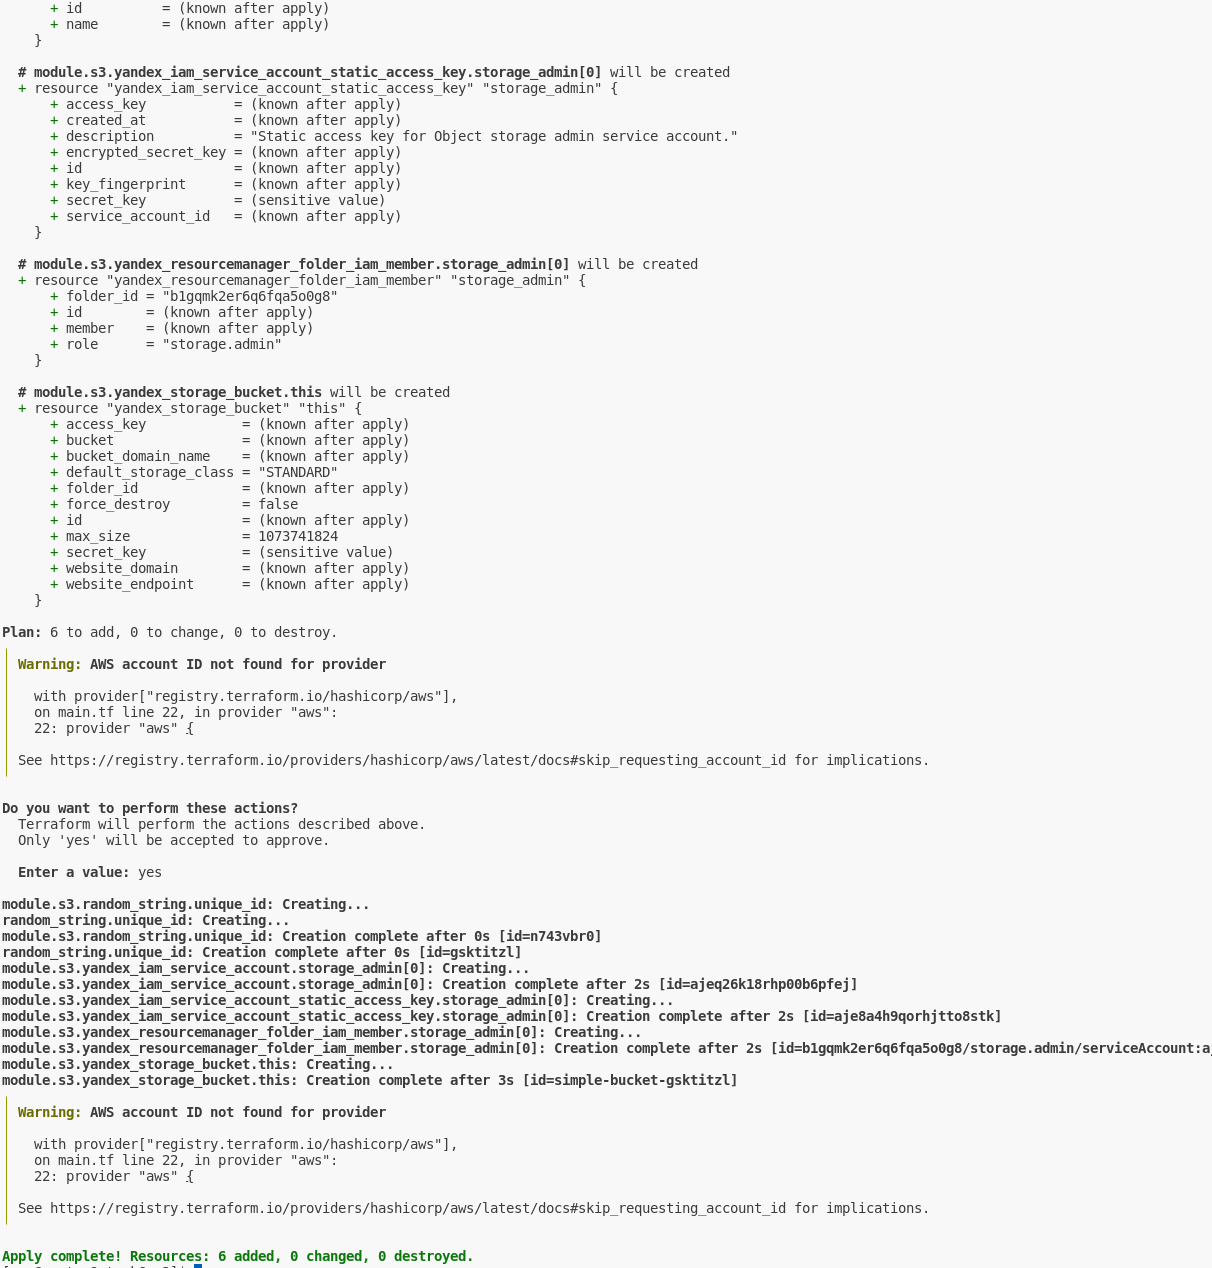 + id          = (known after apply)
+ name        = (known after apply)
}
# module.s3.yandex_iam_service_account_static_access_key.storage_admin[0] will be created
+ resource "yandex_iam_service_account_static_access_key" "storage_admin" {
+ access_key           = (known after apply)
+ created_at           = (known after apply)
+ description          = "Static access key for Object storage admin service account."
+ encrypted_secret_key = (known after apply)
+ id                   = (known after apply)
+ key_fingerprint      = (known after apply)
+ secret_key           = (sensitive value)
+ service_account_id   = (known after apply)
}
# module.s3.yandex_resourcemanager_folder_iam_member.storage_admin[0] will be created
+ resource "yandex_resourcemanager_folder_iam_member" "storage_admin" {
+ folder_id = "b1gqmk2er6q6fqa5o0g8"
+ id        = (known after apply)
+ member    = (known after apply)
+ role      = "storage.admin"
}
# module.s3.yandex_storage_bucket.this will be created
+ resource "yandex_storage_bucket" "this" {
+ access_key            = (known after apply)
+ bucket                = (known after apply)
+ bucket_domain_name    = (known after apply)
+ default_storage_class = "STANDARD"
+ folder_id             = (known after apply)
+ force_destroy         = false
+ id                    = (known after apply)
+ max_size              = 1073741824
+ secret_key            = (sensitive value)
+ website_domain        = (known after apply)
+ website_endpoint      = (known after apply)
}
Plan: 6 to add, 0 to change, 0 to destroy.
Warning: AWS account ID not found for provider
with provider["registry.terraform.io/hashicorp/aws"],
on main.tf line 22, in provider "aws":
22: provider "aws" {
See https://registry.terraform.io/providers/hashicorp/aws/latest/docs#skip_requesting_account_id for implications.
Do you want to perform these actions?
Terraform will perform the actions described above.
Only 'yes' will be accepted to approve.
Enter a value: yes
module.s3.random_string.unique_id: Creating...
random_string.unique_id: Creating...
module.s3.random_string.unique_id: Creation complete after 0s [id=n743vbr0]
random_string.unique_id: Creation complete after 0s [id=gsktitzl]
module.s3.yandex_iam_service_account.storage_admin[0]: Creating...
module.s3.yandex_iam_service_account.storage_admin[0]: Creation complete after 2s [id=ajeq26k18rhp00b6pfej]
module.s3.yandex_iam_service_account_static_access_key.storage_admin[0]: Creating...
module.s3.yandex_iam_service_account_static_access_key.storage_admin[0]: Creation complete after 2s [id=aje8a4h9qorhjtto8stk]
module.s3.yandex_resourcemanager_folder_iam_member.storage_admin[0]: Creating...
module.s3.yandex_resourcemanager_folder_iam_member.storage_admin[0]: Creation complete after 2s [id=b1gqmk2er6q6fqa5o0g8/storage.admin/serviceAccount:aj
module.s3.yandex_storage_bucket.this: Creating...
module.s3.yandex_storage_bucket.this: Creation complete after 3s [id=simple-bucket-gsktitzl]
Warning: AWS account ID not found for provider
with provider["registry.terraform.io/hashicorp/aws"],
on main.tf line 22, in provider "aws":
22: provider "aws" {
See https://registry.terraform.io/providers/hashicorp/aws/latest/docs#skip_requesting_account_id for implications.
Apply complete! Resources: 6 added, 0 changed, 0 destroyed.